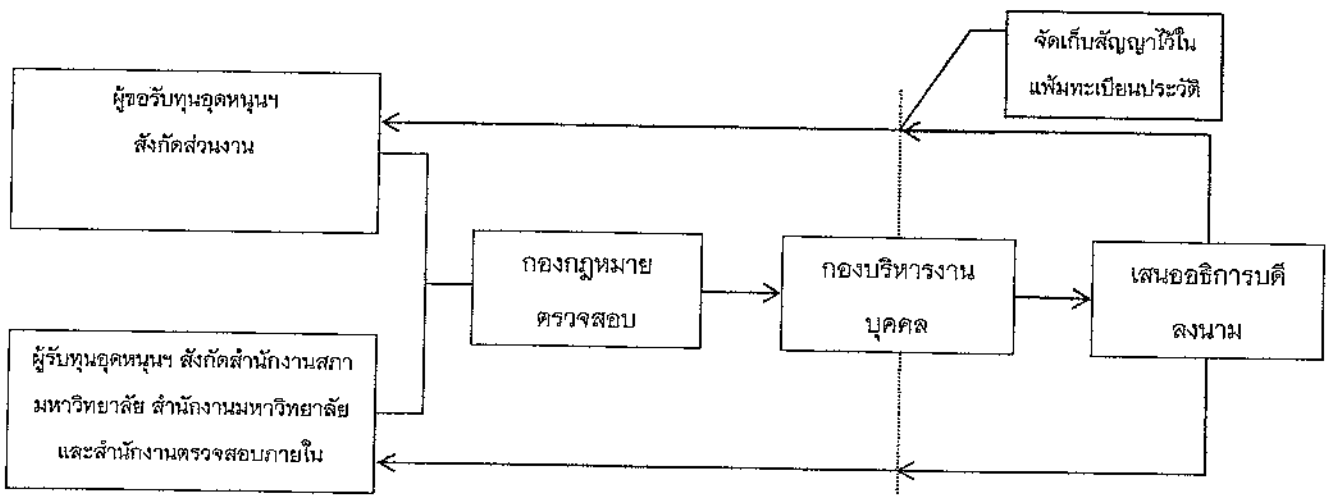 จัดเก็บสัญญาไว้ใน
แฟ้มทะเบียนประวัติ
ผู้ขอรับทุนอุดหนุนฯ
สังกัดส่วนงาน
กองกฎหมาย
ตรวจสอบ
กองบริหารงาน
บุคคล
เสนออธิการบดี
ลงนาม
ผู้รับทุนอุดหนุนฯ สังกัดสำนักงานสภา
มหาวิทยาลัย สำนักงานมหาวิทยาลัย
และสำนักงานตรวจสอบภายใน